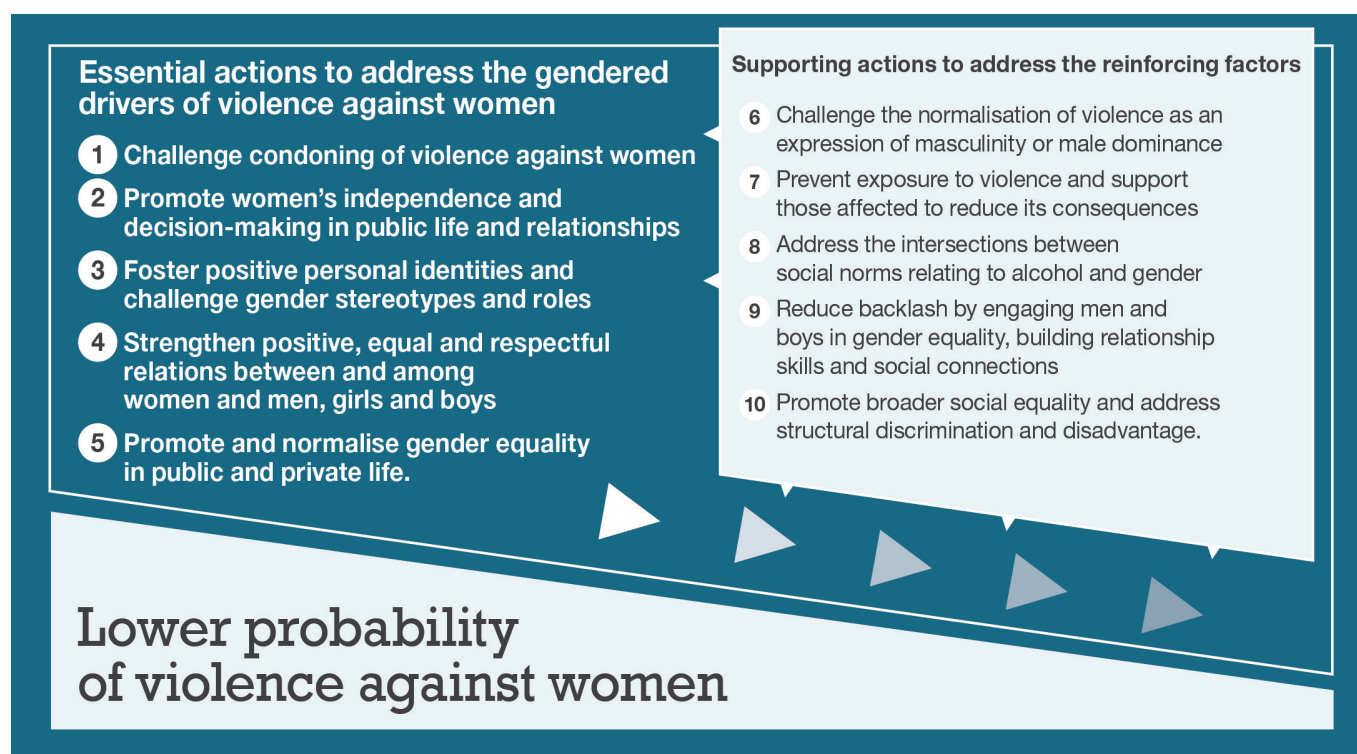 Essential actions to address the gendered
drivers of violence against women
1 Challenge condoning of violence against women
2 Promote women’s independence and
decision-making in public life and relationships
3 Foster positive personal identities and
challenge gender stereotypes and roles
4 Strengthen positive, equal and respectful
relations between and among
women and men, girls and boys
5 Promote and normalise gender equality
in public and private life.
Supporting actions to address the reinforcing factors
6 Challenge the normalisation of violence as an
expression of masculinity or male dominance
7 Prevent exposure to violence and support
those affected to reduce its consequences
8 Address the intersections between
social norms relating to alcohol and gender
9 Reduce backlash by engaging men and
boys in gender equality, building relationship
skills and social connections
10 Promote broader social equality and address
structural discrimination and disadvantage.
Lower probability
of violence against women